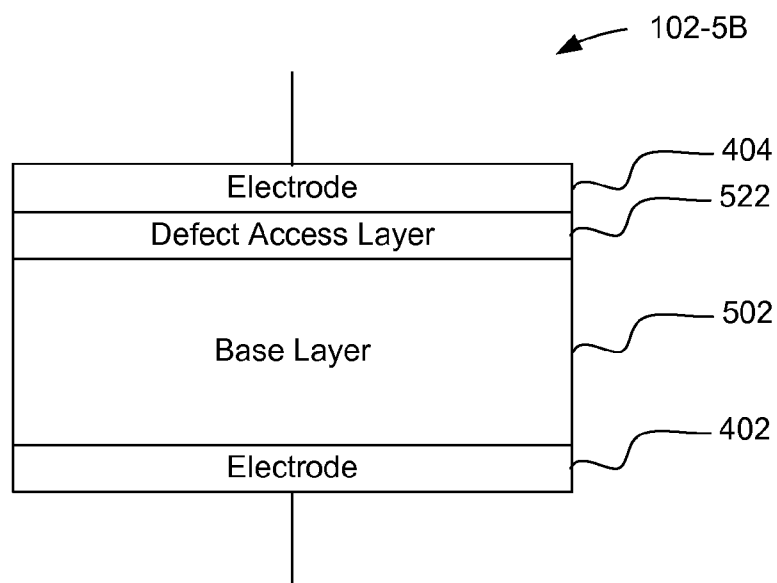 102-5B
404
Electrode
522
Defect Access Layer
502
Base Layer
402
Electrode